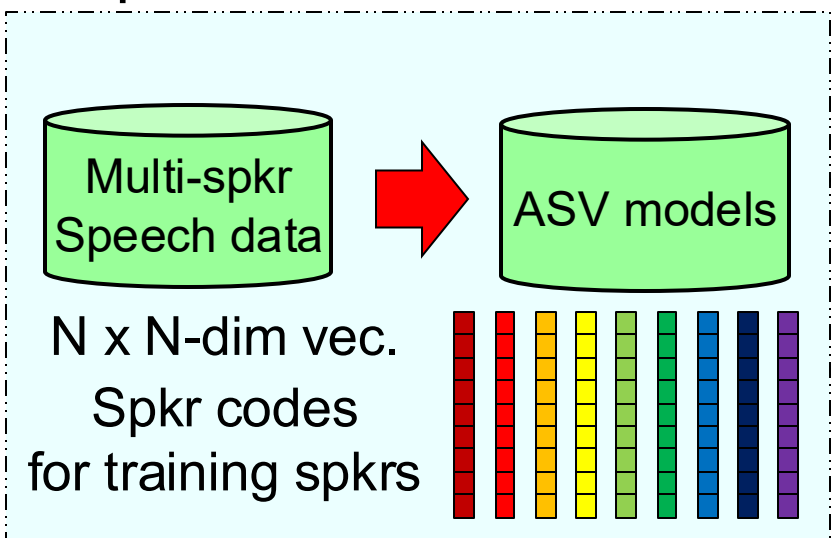 Multi-spkr
Speech data
ASV models
N x N-dim vec.
Spkr codes
for training spkrs